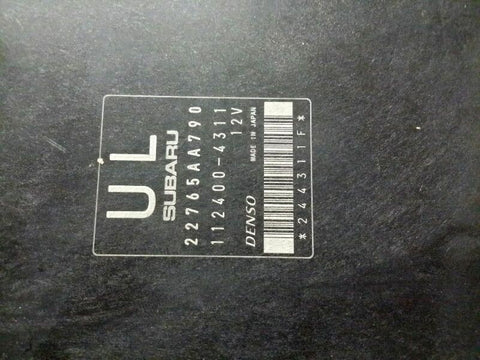 UL
SUBARU
22765AA790
112400-4311
DENSO 12V
MADE IN JAPAN
*244311F*